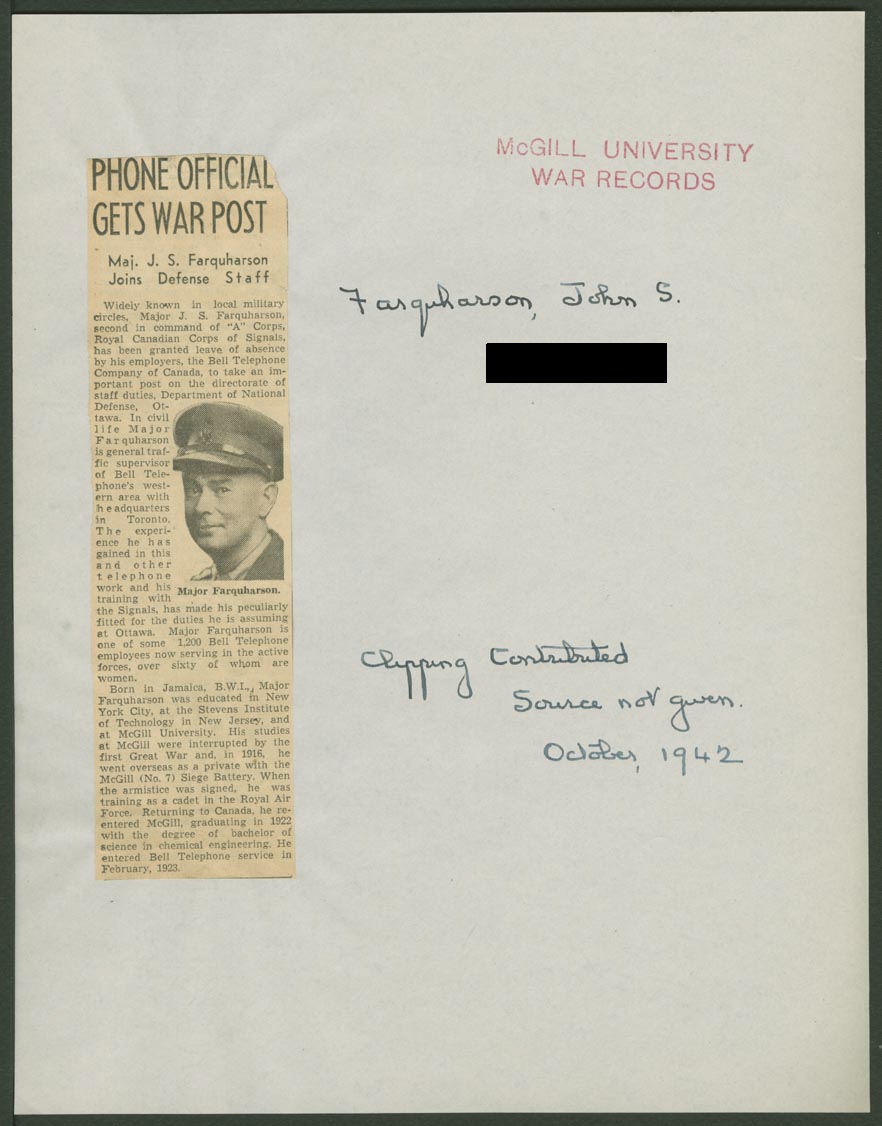 PHONE OFFICIAL
GETS WAR POST
Maj. J. S. Farquharson
Joins Defense Staff
Widely known in local military
circles, Major J. S. Farquharson,
second in command of "A" Corps,
Royal Canadian Corps of Signals,
has been granted leave of absence
by his employers, the Bell Telephone
Company of Canada, to take an im-
portant post on the directorate of
staff duties, Department of National
Defense, Ot-
tawa. In civil
life Major
Farquharson
is general traf-
fic supervisor
of Bell Tele-
phone's west-
ern area with
headquarters
in Toronto.
The experi-
ence he has
gained in this
and other
telephone
work and his
training with
Major Farquharson.
the Signals, has made his peculiarly
fitted for the duties he is assuming
at Ottawa. Major Farquharson is
one of some 1,200 Bell Telephone
employees now serving in the active
forces, over sixty of whom are
women.
Born in Jamaica, B.W.I., Major
Farquharson was educated in New
York City, at the Stevens Institute
of Technology in New Jersey, and
at McGill University. His studies
at McGill were interrupted by the
first Great War and, in 1916, he
went overseas as a private with the
McGill (No. 7) Siege Battery. When
the armistice was signed, he was
training as a cadet in the Royal Air
Force. Returning to Canada, he re-
entered McGill, graduating in 1922
with the degree of bachelor of
science in chemical engineering. He
entered Bell Telephone service in
February, 1923.
McGILL UNIVERSITY
WAR RECORDS
Farquharson, John S.
Clipping Contributed
Source not given.
October, 1942